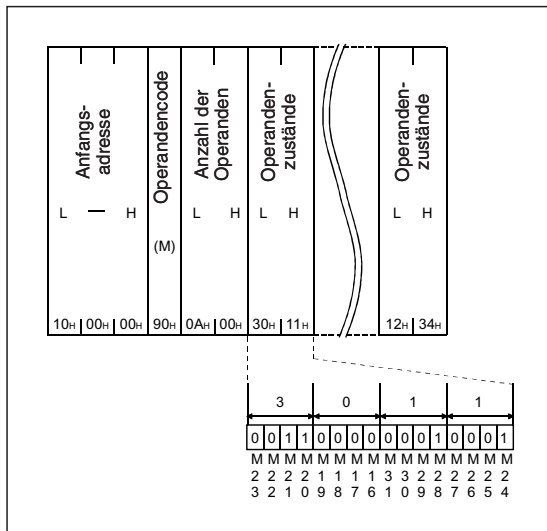 Anfangs-
adresse
Operandencode
Anzahl der
Operanden
Operanden-
zustände
Operanden-
zustände
L — H (M) L H L H
10H 00H 00H 90H 0AH 00H 30H 11H 12H 34H
3 0 1 1
0 0 1 1 0 0 0 0 0 0 0 1 0 0 0 1
M M M M M M M M M M M M M M M M
2 2 2 2 1 1 1 1 3 3 2 2 2 2 2 2
3 2 1 0 9 8 7 6 1 0 9 8 7 6 5 4